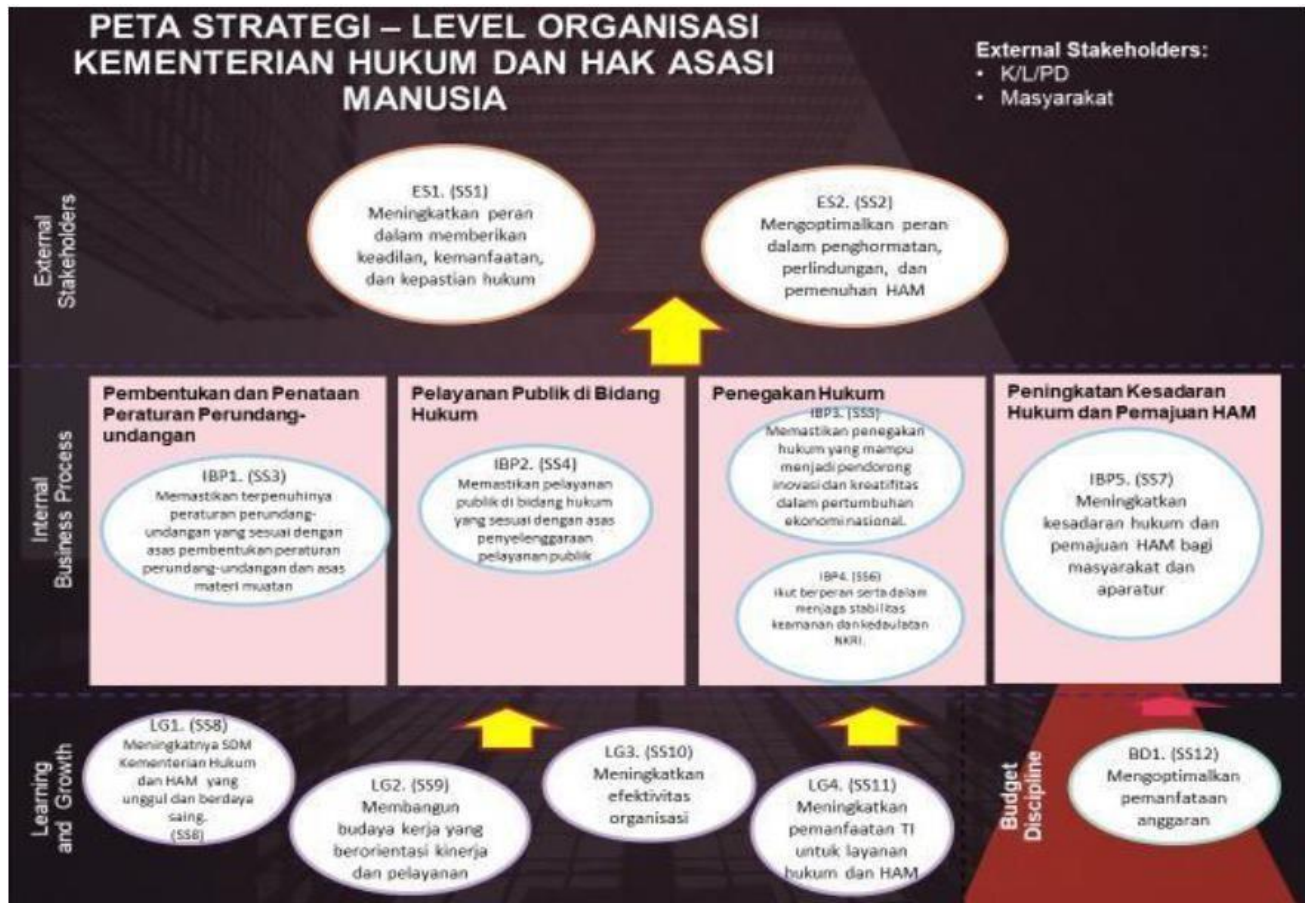 PETA STRATEGI – LEVEL ORGANISASI
KEMENTERIAN HUKUM DAN HAK ASASI
MANUSIA
External Stakeholders:
• K/L/PD
• Masyarakat
External
Stakeholders
ES1. (SS1)
Meningkatkan peran
dalam memberikan
keadilan, kemanfaatan,
dan kepastian hukum
ES2. (SS2)
Mengoptimalkan peran
dalam penghormatan,
perlindungan, dan
pemenuhan HAM
Internal
Business Process
Pembentukan dan Penataan
Peraturan Perundang-
undangan
IBP1. (SS3)
Memastikan terpenuhinya
peraturan perundang-
undangan yang sesuai dengan
asas pembentukan peraturan
perundang-undangan dan asas
materi muatan
Pelayanan Publik di Bidang
Hukum
IBP2. (SS4)
Memastikan pelayanan
publik di bidang hukum
yang sesuai dengan asas
penyelenggaraan
pelayanan publik
Penegakan Hukum
IBP3. (SS5)
Memastikan penegakan
hukum yang mampu
menjadi pendorong
inovasi dan kreatifitas
dalam pertumbuhan
ekonomi nasional.
IBP4. (SS6)
Ikut berperan serta dalam
menjaga stabilitas
keamanan dan kedaulatan
NKRI.
Peningkatan Kesadaran
Hukum dan Pemajuan HAM
IBP5. (SS7)
Meningkatkan
kesadaran hukum dan
pemajuan HAM bagi
masyarakat dan
aparatur
Learning
and Growth
LG1. (SS8)
Meningkatnya SDM
Kementerian Hukum
dan HAM yang
unggul dan berdaya
saing.
(SS8)
LG2. (SS9)
Membangun
budaya kerja yang
berorientasi kinerja
dan pelayanan
LG3. (SS10)
Meningkatkan
efektivitas
organisasi
LG4. (SS11)
Meningkatkan
pemanfaatan TI
untuk layanan
hukum dan HAM
Budget
Discipline
BD1. (SS12)
Mengoptimalkan
pemanfataan
anggaran